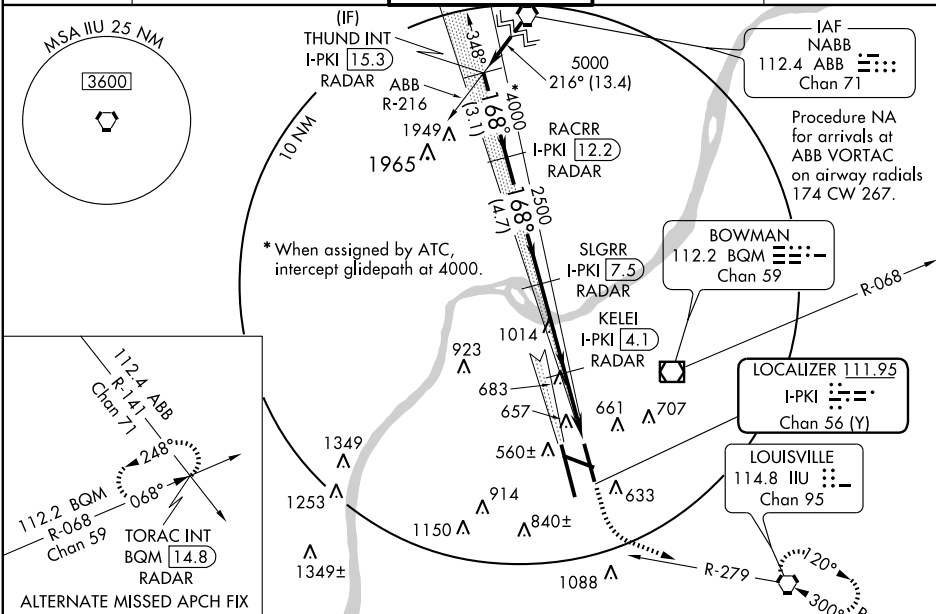 MSA IIU 25 NM
3600
(IF)
THUND INT
I-PKI 15.3
RADAR
ABB
R-216
348°
5000
216° (13.4)
IAF
NABB
112.4 ABB
Chan 71
Procedure NA
for arrivals at
ABB VORTAC
on airway radials
174 CW 267.
10 NM
1949
1965
(3.1)
168°
*4000
RACRR
I-PKI 12.2
RADAR
(4.7)
168°
2500
* When assigned by ATC,
intercept glidepath at 4000.
SLGRR
I-PKI 7.5
RADAR
BOWMAN
112.2 BQM
Chan 59
R-068
1014
KELEI
I-PKI 4.1
RADAR
923
683
657
661
707
LOCALIZER 111.95
I-PKI
Chan 56 (Y)
560±
LOUISVILLE
114.8 IIU
Chan 95
1349
1253
914
633
1150
840±
1349±
1088
R-279
120°
300°
112.4 ABB
R-141
Chan 71
248°
068°
112.2 BQM
R-068
Chan 59
TORAC INT
BQM 14.8
RADAR
ALTERNATE MISSED APCH FIX